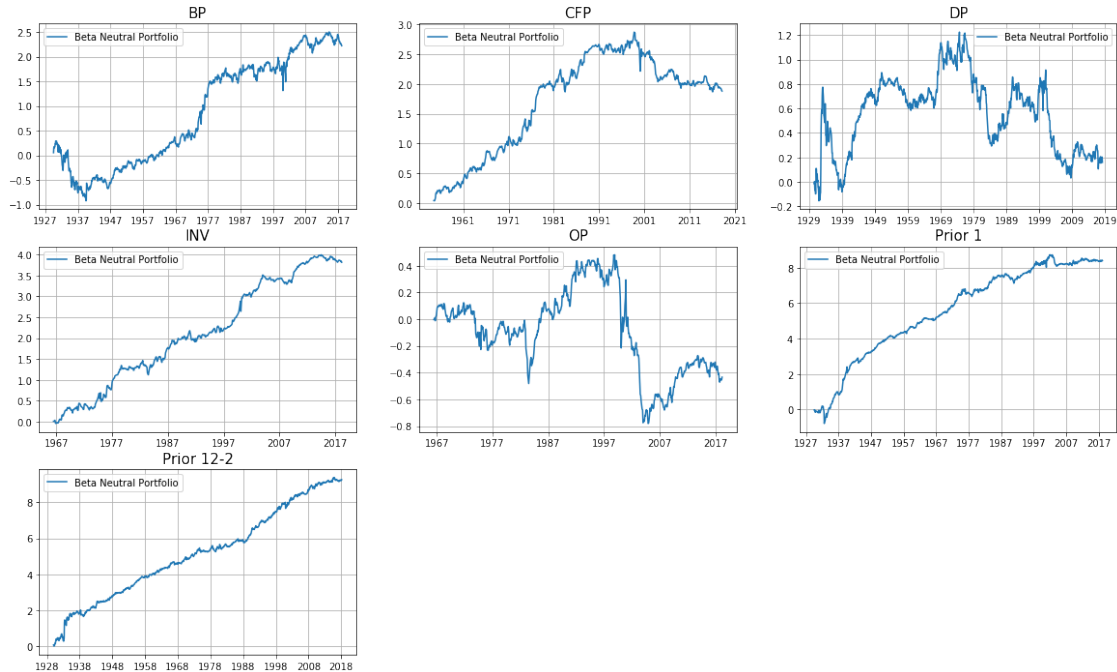 BP
Beta Neutral Portfolio
2.5
2.0
1.5
1.0
0.5
0.0
−0.5
−1.0
1927 1937 1947 1957 1967 1977 1987 1997 2007 2017
CFP
Beta Neutral Portfolio
3.0
2.5
2.0
1.5
1.0
0.5
0.0
1961 1971 1981 1991 2001 2011 2021
DP
Beta Neutral Portfolio
1.2
1.0
0.8
0.6
0.4
0.2
0.0
−0.2
1929 1939 1949 1959 1969 1979 1989 1999 2009 2019
INV
Beta Neutral Portfolio
4.0
3.5
3.0
2.5
2.0
1.5
1.0
0.5
0.0
1967 1977 1987 1997 2007 2019
OP
Beta Neutral Portfolio
0.4
0.2
0.0
−0.2
−0.4
−0.6
−0.8
1967 1977 1987 1997 2007 2019
Prior 1
Beta Neutral Portfolio
8
6
4
2
0
1927 1937 1947 1957 1967 1977 1987 1997 2007 2019
Prior 12-2
Beta Neutral Portfolio
8
6
4
2
0
1928 1938 1948 1958 1968 1978 1988 1998 2008 2018